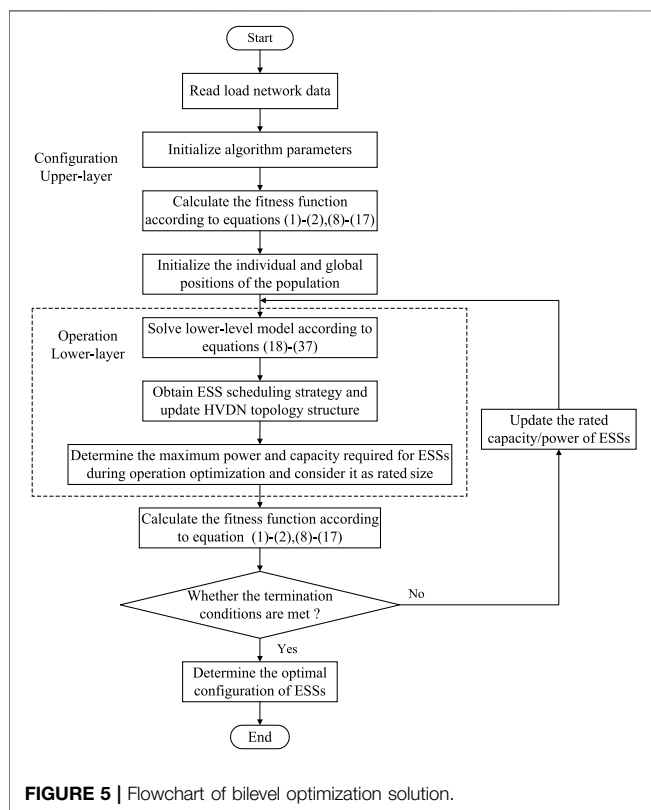 Start
Read load network data
Configuration
Upper-layer
Initialize algorithm parameters
Calculate the fitness function
according to equations (1)-(2),(8)-(17)
Initialize the individual and global
positions of the population
Operation
Lower-layer
Solve lower-level model according to
equations (18)-(37)
Obtain ESS scheduling strategy and
update HVDN topology structure
Update the rated
capacity/power of ESSs
Determine the maximum power and capacity required for ESSs
during operation optimization and consider it as rated size
Calculate the fitness function according
to equation (1)-(2),(8)-(17)
Whether the termination
conditions are met ?
No
Yes
Determine the optimal
configuration of ESSs
End
FIGURE 5 | Flowchart of bilevel optimization solution.